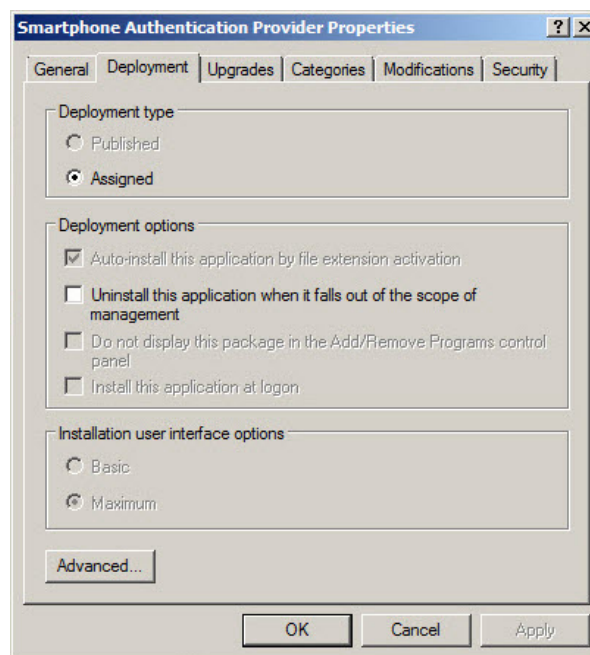 Smartphone Authentication Provider Properties
General Deployment Upgrades Categories Modifications Security
Deployment type
Published
Assigned
Deployment options
Auto-install this application by file extension activation
Uninstall this application when it falls out of the scope of
management
Do not display this package in the Add/Remove Programs control
panel
Install this application at logon
Installation user interface options
Basic
Maximum
Advanced...
OK Cancel Apply